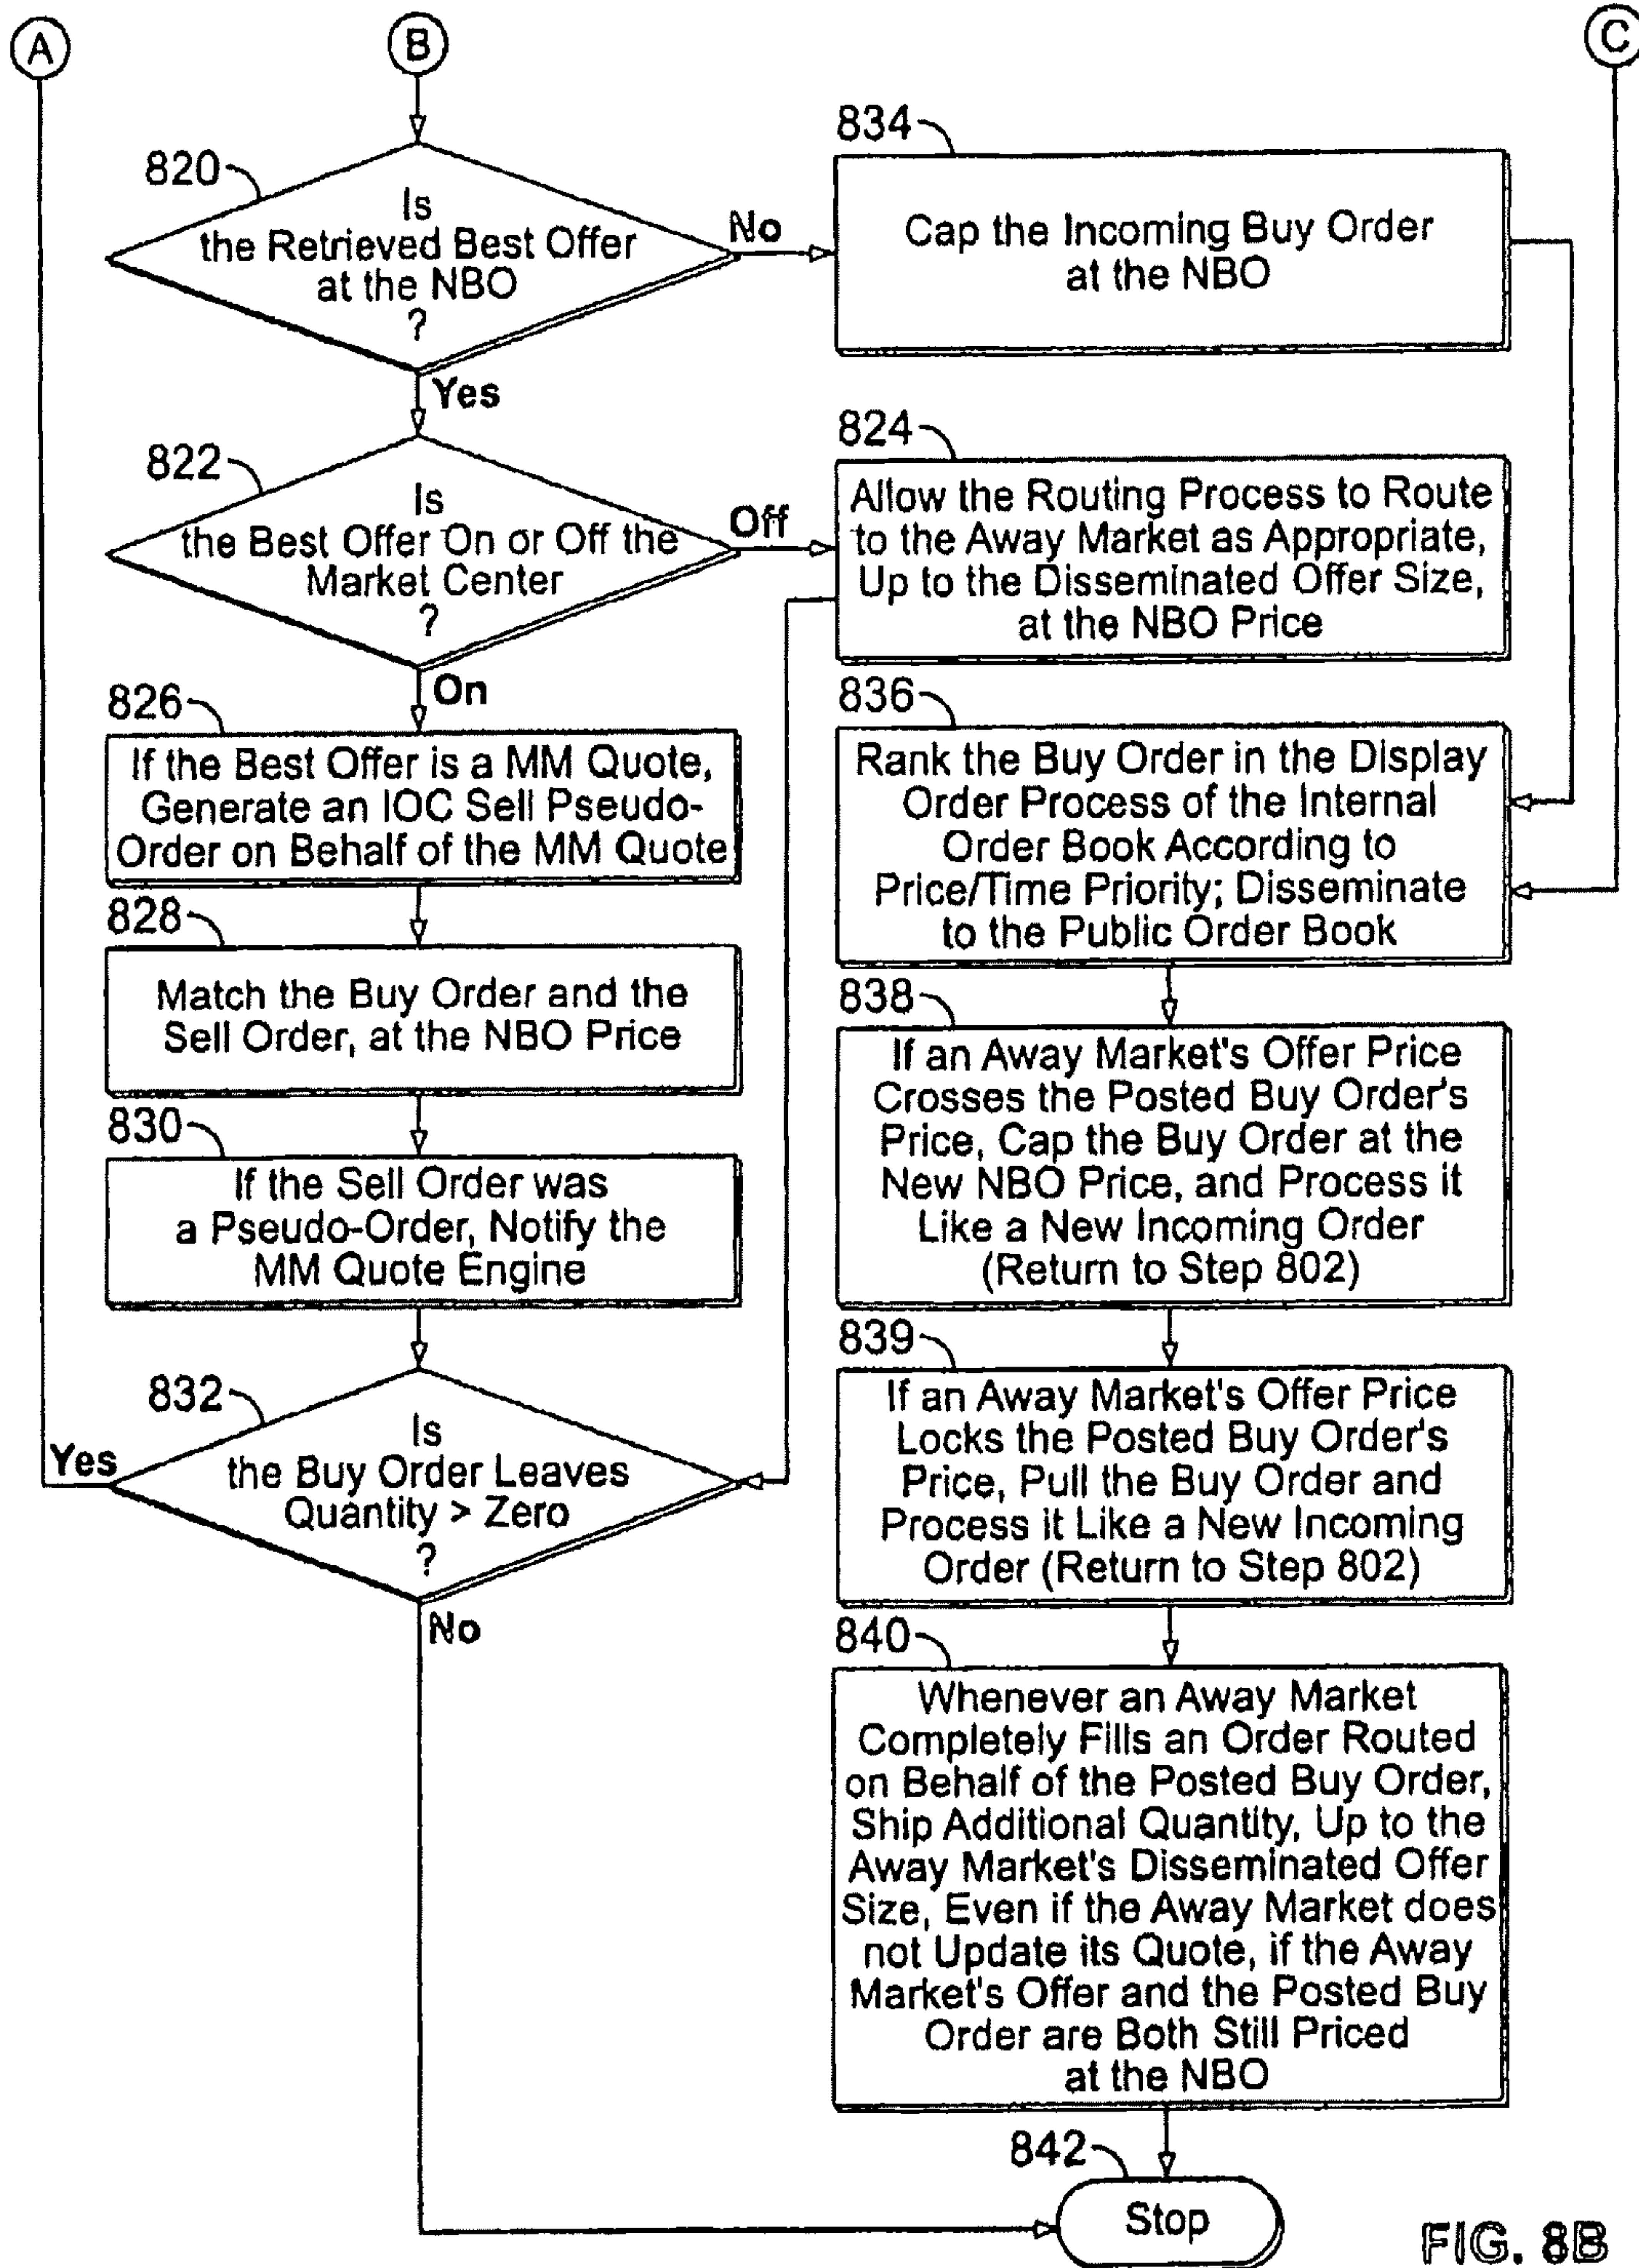 A
B
C
820
Is
the Retrieved Best Offer
at the NBO
?
No
Yes
834
Cap the Incoming Buy Order
at the NBO
822
Is
the Best Offer On or Off the
Market Center
?
Off
On
824
Allow the Routing Process to Route
to the Away Market as Appropriate,
Up to the Disseminated Offer Size,
at the NBO Price
826
If the Best Offer is a MM Quote,
Generate an IOC Sell Pseudo-
Order on Behalf of the MM Quote
836
Rank the Buy Order in the Display
Order Process of the Internal
Order Book According to
Price/Time Priority; Disseminate
to the Public Order Book
828
Match the Buy Order and the
Sell Order, at the NBO Price
838
If an Away Market's Offer Price
Crosses the Posted Buy Order's
Price, Cap the Buy Order at the
New NBO Price, and Process it
Like a New Incoming Order
(Return to Step 802)
830
If the Sell Order was
a Pseudo-Order, Notify the
MM Quote Engine
832
Is
the Buy Order Leaves
Quantity > Zero
?
Yes
No
839
If an Away Market's Offer Price
Locks the Posted Buy Order's
Price, Pull the Buy Order and
Process it Like a New Incoming
Order (Return to Step 802)
840
Whenever an Away Market
Completely Fills an Order Routed
on Behalf of the Posted Buy Order,
Ship Additional Quantity, Up to the
Away Market's Disseminated Offer
Size, Even if the Away Market does
not Update its Quote, if the Away
Market's Offer and the Posted Buy
Order are Both Still Priced
at the NBO
842
Stop
FIG. 8B